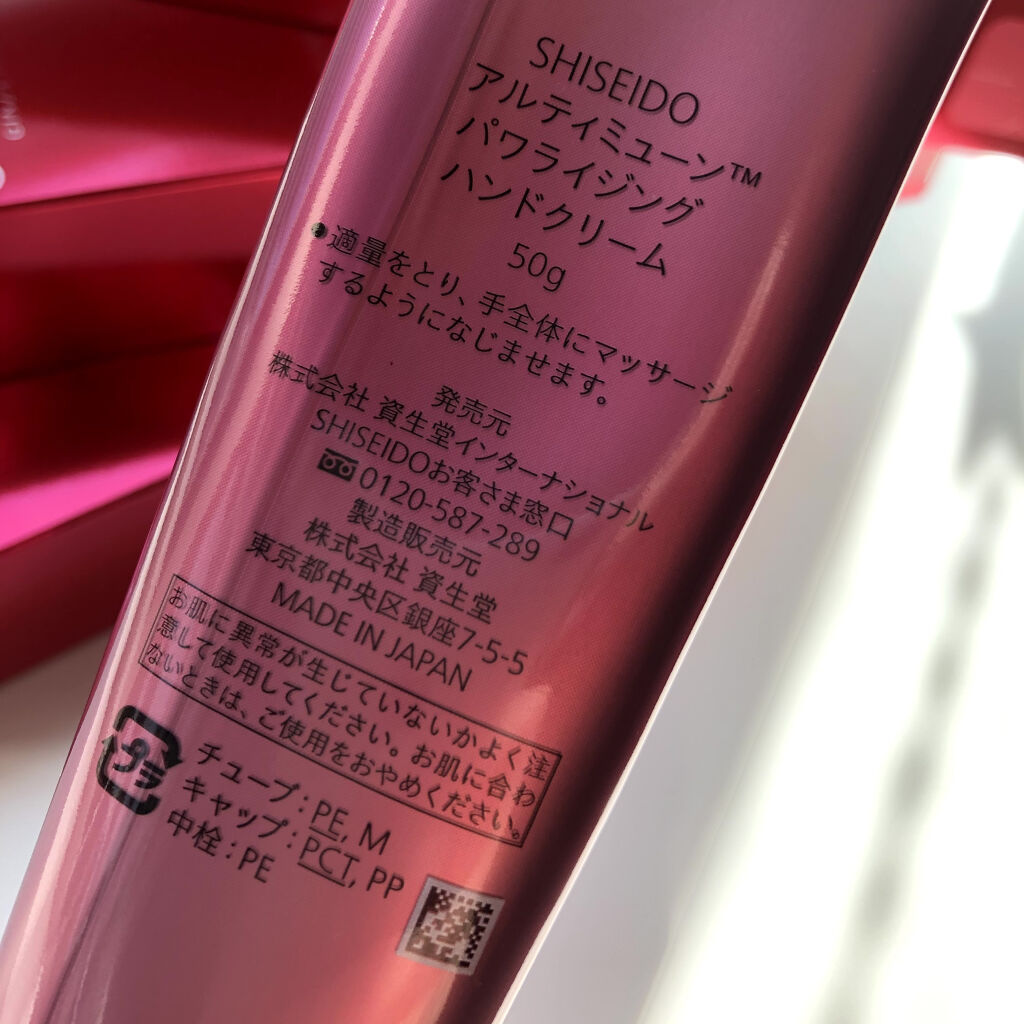 SHISEIDO
アルティミューン™
パワライジング
ハンドクリーム
50g
●適量をとり、手全体にマッサージ
するようになじませます。
発売元
株式会社 資生堂インターナショナル
SHISEIDOお客さま窓口
0120-587-289
製造販売元
株式会社 資生堂
東京都中央区銀座7-5-5
MADE IN JAPAN
お肌に異常が生じていないかよく注
意して使用してください。お肌に合わ
ないときは、ご使用をおやめください。
プラ
チューブ：PE, M
キャップ：PCT, PP
中栓：PE